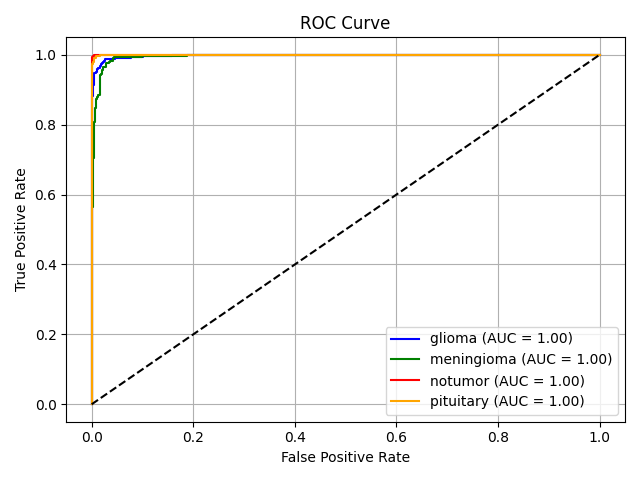 ROC Curve
True Positive Rate
1.0
0.8
0.6
0.4
0.2
0.0
glioma (AUC = 1.00)
meningioma (AUC = 1.00)
notumor (AUC = 1.00)
pituitary (AUC = 1.00)
0.0 0.2 0.4 0.6 0.8 1.0
False Positive Rate